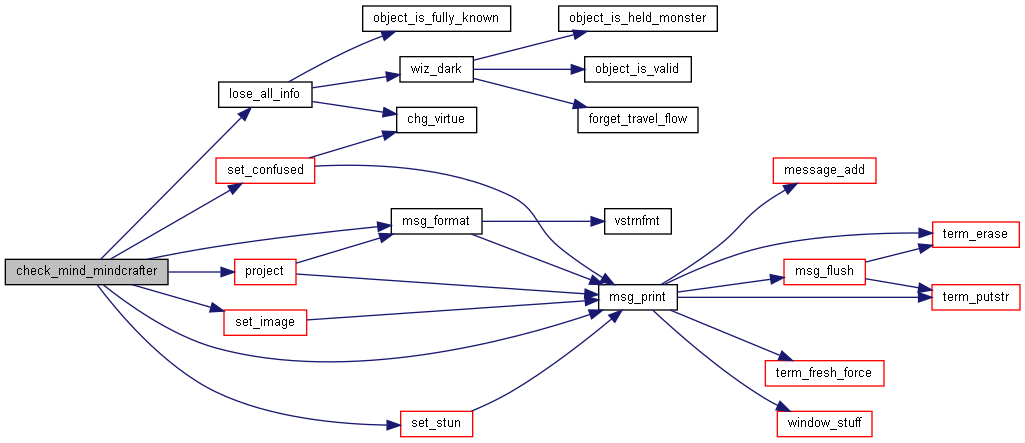 object_is_fully_known
object_is_held_monster
wiz_dark
object_is_valid
lose_all_info
chg_virtue
forget_travel_flow
set_confused
message_add
msg_format
vstrnfmt
term_erase
check_mind_mindcrafter
project
msg_flush
msg_print
term_putstr
set_image
term_fresh_force
set_stun
window_stuff